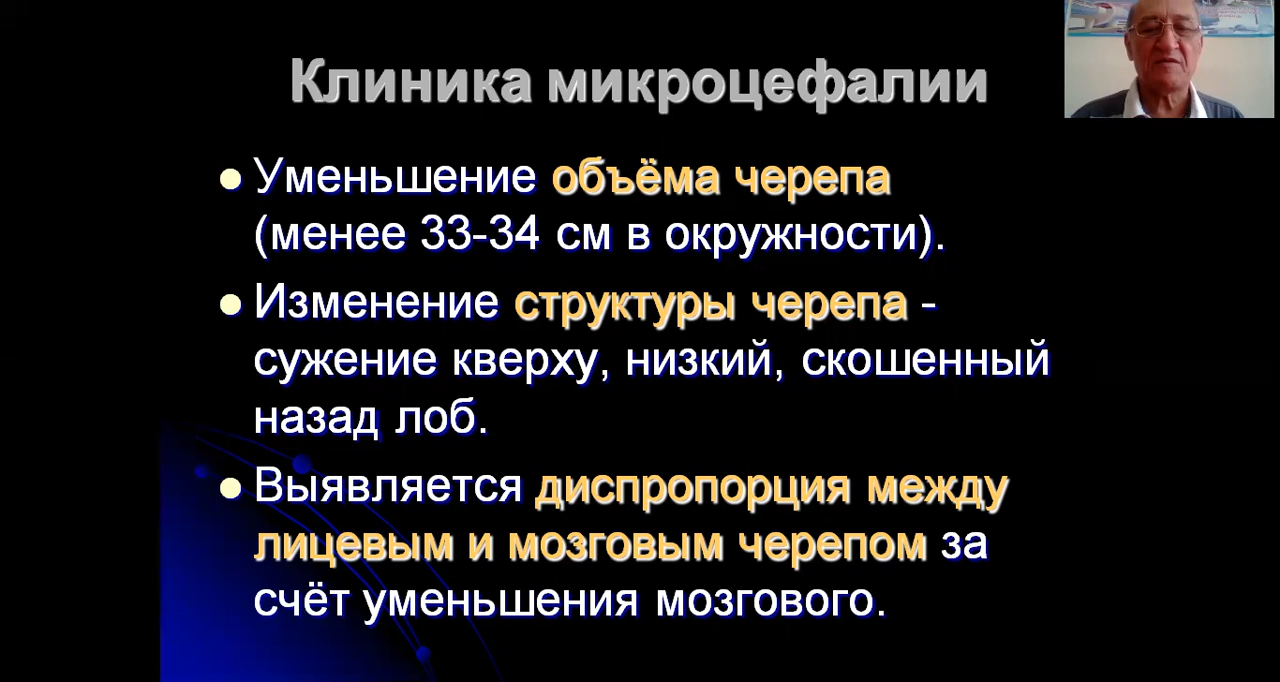 Клиника микроцефалии
Уменьшение объёма черепа
(менее 33-34 см в окружности).
Изменение структуры черепа -
сужение кверху, низкий, скошенный
назад лоб.
Выявляется диспропорция между
лицевым и мозговым черепом за
счёт уменьшения мозгового.